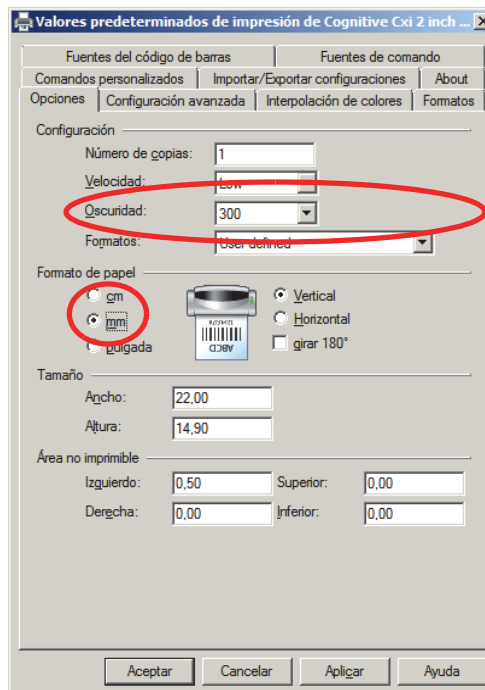 Valores predeterminados de impresión de Cognitive Cxi 2 inch ...
Fuentes del código de barras Fuentes de comando
Comandos personalizados Importar/Exportar configuraciones About
Opciones Configuración avanzada Interpolación de colores Formatos
Configuración
Número de copias: 1
Velocidad: Low
Oscuridad: 300
Formatos: User defined
Formato de papel
cm
mm
pulgada
Vertical
Horizontal
girar 180°
ABCD
Tamaño
Ancho: 22,00
Altura: 14,90
Área no imprimible
Izquierdo: 0,50 Superior: 0,00
Derecha: 0,00 Inferior: 0,00
Aceptar Cancelar Aplicar Ayuda